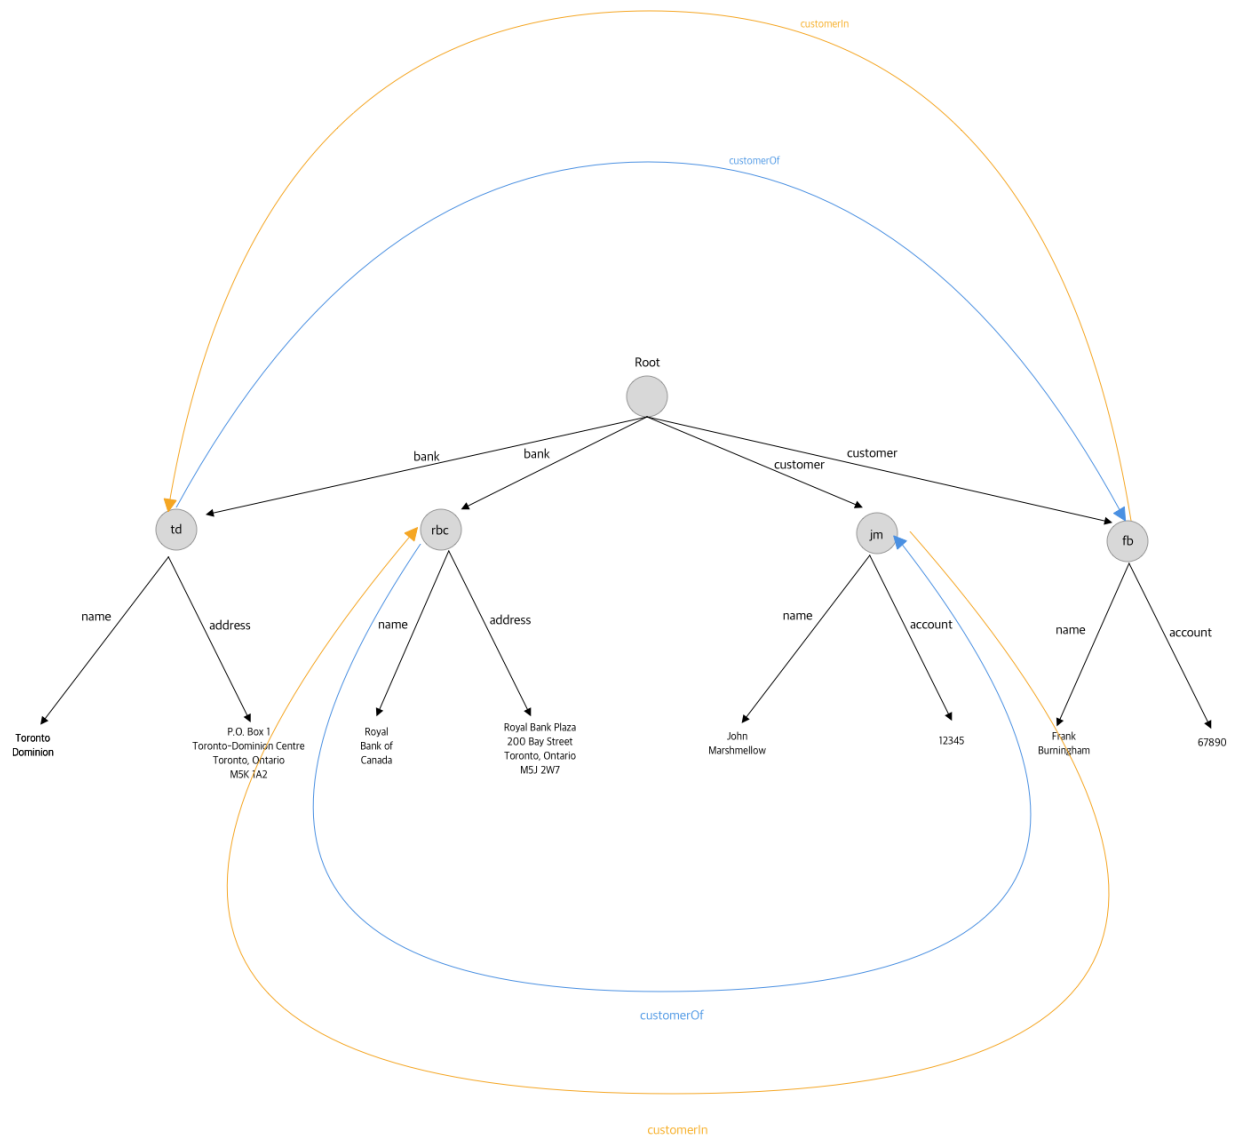 customerIn
customerOf
Root
bank
bank
customer
customer
td
rbc
jm
fb
name
address
name
address
name
account
name
account
Toronto
Dominion
P.O. Box 1
Toronto-Dominion Centre
Toronto, Ontario
M5K 1A2
Royal
Bank of
Canada
Royal Bank Plaza
200 Bay Street
Toronto, Ontario
M5J 2W7
John
Marshmellow
12345
Frank
Burningham
67890
customerOf
customerIn